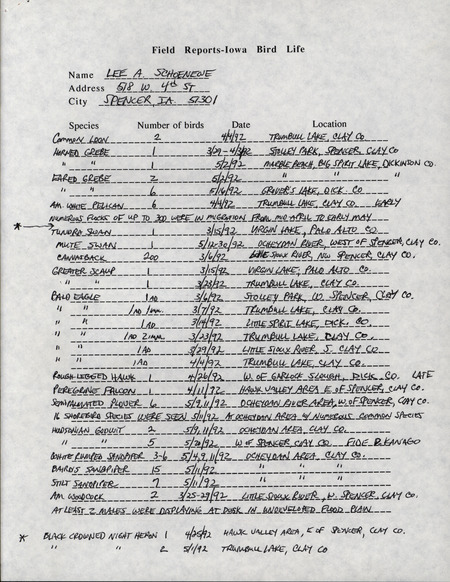 Field Reports-Iowa Bird Life
Name LEE A. SCHOENEWE
Address 518 W. 4th ST
City SPENCER, IA. 51301
Species Number of birds Date Location
COMMON LOON 2 4/4/92 TRUMBULL LAKE, CLAY CO.
HORNED GREBE 1 3/29-4/3/92 STOLLEY PARK, SPENCER, CLAY CO
" " 1 5/2/92 MARBLE BEACH, BIG SPIRIT LAKE, DICKINSON CO.
EARED GREBE 2 5/2/92 " " "
" " 6 5/16/92 GROVER'S LAKE, DICK. CO
AM. WHITE PELICAN 6 4/4/92 TRUMBULL LAKE, CLAY CO. EARLY
NUMEROUS FLOCKS OF UP TO 300 WERE IN MIGRATION FROM MID-APRIL TO EARLY MAY
* TUNDRA SWAN 1 3/15/92 VIRGIN LAKE, PALO ALTO CO.
MUTE SWAN 1 5/12-30/92 OCHEYDAN RIVER, WEST OF SPENCER, CLAY CO.
CANVASBACK 200 3/6/92 LITTLE SIOUX RIVER, NW SPENCER, CLAY CO.
GREATER SCAUP 1 3/15/92 VIRGIN LAKE, PALO ALTO CO.
" " 1 3/28/92 TRUMBULL LAKE, CLAY CO.
BALD EAGLE 1 AD 3/6/92 STOLLEY PARK, W. SPENCER, CLAY CO.
" " 1 AD / imm. 3/7/92 TRUMBULL LAKE, CLAY CO.
" " 1 AD 3/14/92 LITTLE SPIRIT LAKE, DICK. CO.
" " 1 AD 2 imm. 3/23/92 TRUMBULL LAKE, CLAY CO.
" " 1 AD 3/29/92 LITTLE SIOUX RIVER, S. CLAY CO.
" " 1 AD 4/4/92 TRUMBULL LAKE, CLAY CO.
ROUGH-LEGGED HAWK 1 4/26/92 W. OF GARLOCK SLOUGH, DICK. CO. LATE
PEREGRINE FALCON 1 4/11/92 HAWK VALLEY AREA, E. OF SPENCER, CLAY CO.
SEMIPALMATED PLOVER 6 5/9,11/92 OCHEYDAN RIVER AREA, W. OF SPENCER, CLAY CO.
16 SHOREBIRD SPECIES WERE SEEN 5/11/92 AT OCHEYDAN AREA, & NUMEROUS COMMON SPECIES
HUDSONIAN GODWIT 2 5/9,11/92 OCHEYDAN AREA, CLAY CO.
" " 5 5/20/92 W. OF SPENCER, CLAY CO. FIDE B. KANAGO
WHITE RUMPED SANDPIPER 3-6 5/4,9,11/92 OCHEYDAN AREA, CLAY CO.
BAIRD'S SANDPIPER 15 5/11/92 " " "
STILT SANDPIPER 7 5/11/92 " " "
AM. WOODCOCK 2 3/25-28/92 LITTLE SIOUX RIVER, W. SPENCER, CLAY CO.
AT LEAST 2 MALES WERE DISPLAYING AT DUSK IN UNDEVELOPED FLOOD PLAIN
* BLACK CROWNED NIGHT HERON 1 4/25/92 HAWK VALLEY AREA, E OF SPENCER, CLAY CO.
" " 2 5/1/92 TRUMBULL LAKE, CLAY CO